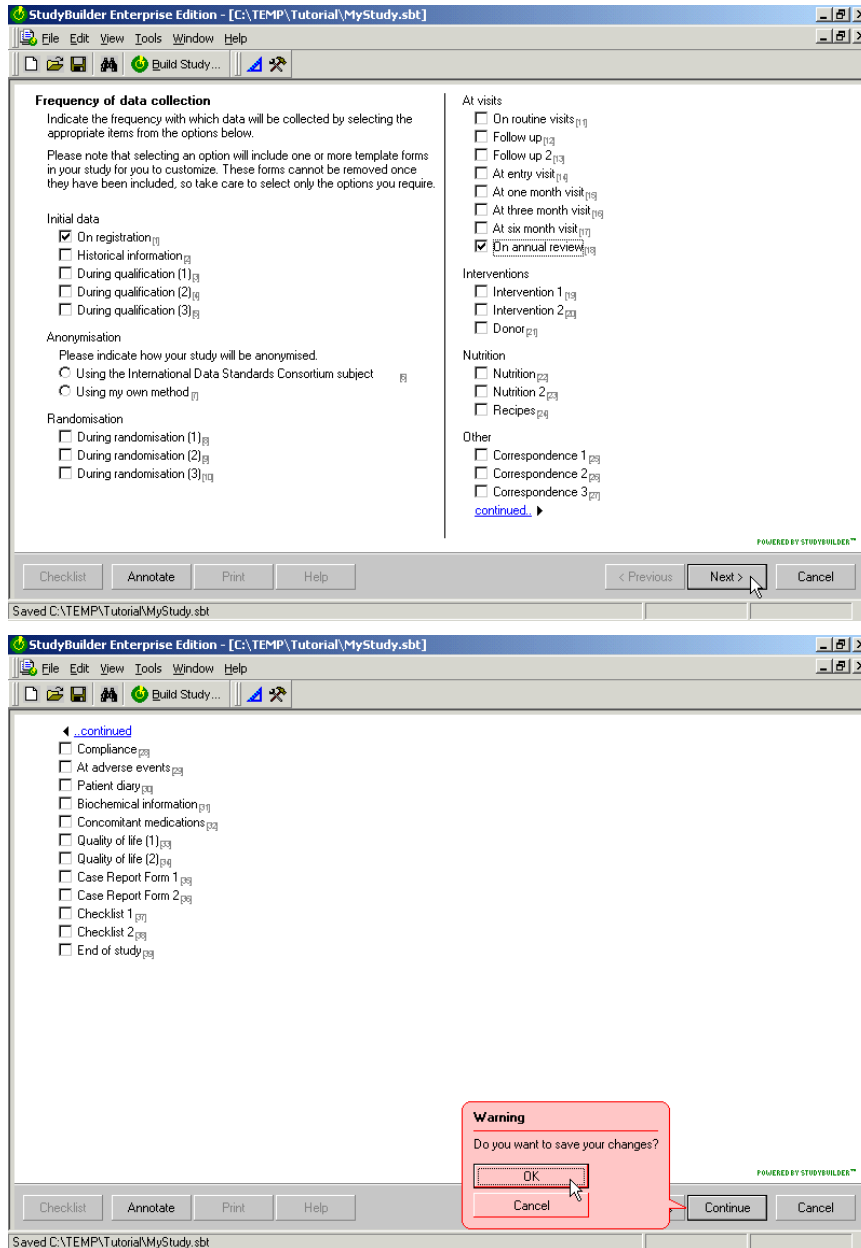 StudyBuilder Enterprise Edition - [C:\TEMP\Tutorial\MyStudy.sbt]
File Edit View Tools Window Help
Build Study...
Frequency of data collection
Indicate the frequency with which data will be collected by selecting the
appropriate items from the options below.
Please note that selecting an option will include one or more template forms
in your study for you to customize. These forms cannot be removed once
they have been included, so take care to select only the options you require.
Initial data
On registration [1]
Historical information [2]
During qualification (1) [3]
During qualification (2) [4]
During qualification (3) [5]
Anonymisation
Please indicate how your study will be anonymised.
Using the International Data Standards Consortium subject [6]
Using my own method [7]
Randomisation
During randomisation (1) [8]
During randomisation (2) [9]
During randomisation (3) [10]
At visits
On routine visits [11]
Follow up [12]
Follow up 2 [13]
At entry visit [14]
At one month visit [15]
At three month visit [16]
At six month visit [17]
On annual review [18]
Interventions
Intervention 1 [19]
Intervention 2 [20]
Donor [21]
Nutrition
Nutrition [22]
Nutrition 2 [23]
Recipes [24]
Other
Correspondence 1 [25]
Correspondence 2 [26]
Correspondence 3 [27]
continued..
POWERED BY STUDYBUILDER™
Checklist Annotate Print Help < Previous Next > Cancel
Saved C:\TEMP\Tutorial\MyStudy.sbt
StudyBuilder Enterprise Edition - [C:\TEMP\Tutorial\MyStudy.sbt]
File Edit View Tools Window Help
Build Study...
..continued
Compliance [28]
At adverse events [29]
Patient diary [30]
Biochemical information [31]
Concomitant medications [32]
Quality of life (1) [33]
Quality of life (2) [34]
Case Report Form 1 [35]
Case Report Form 2 [36]
Checklist 1 [37]
Checklist 2 [38]
End of study [39]
Warning
Do you want to save your changes?
OK
Cancel
POWERED BY STUDYBUILDER™
Checklist Annotate Print Help Continue Cancel
Saved C:\TEMP\Tutorial\MyStudy.sbt